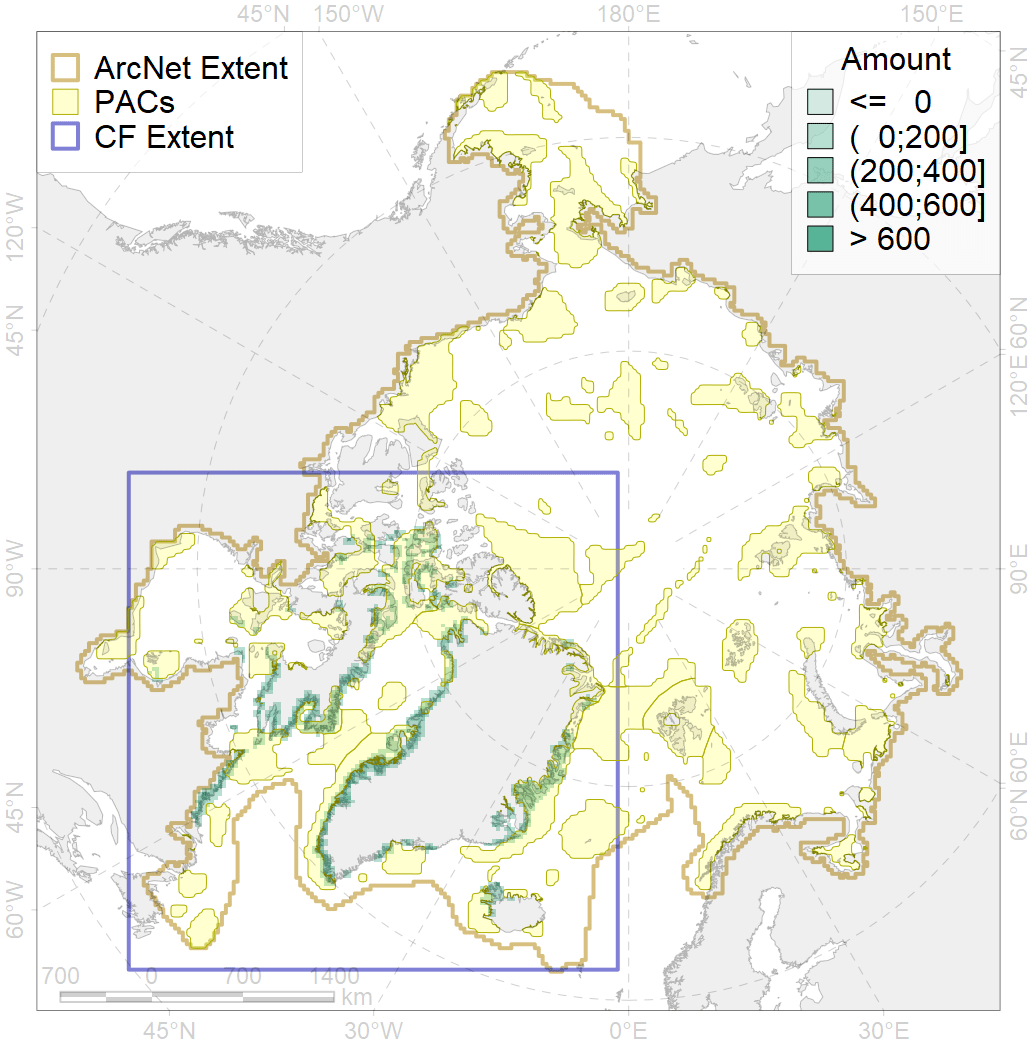 45°N 150°W 180°E 150°E
ArcNet Extent
PACs
CF Extent
Amount
<= 0
( 0;200]
(200;400]
(400;600]
> 600
45°N
120°W
60°N
45°N
120°E
90°W
90°E
45°N
60°N
60°E
60°W
700 0 700 1400
km
45°N 30°W 0°E 30°E